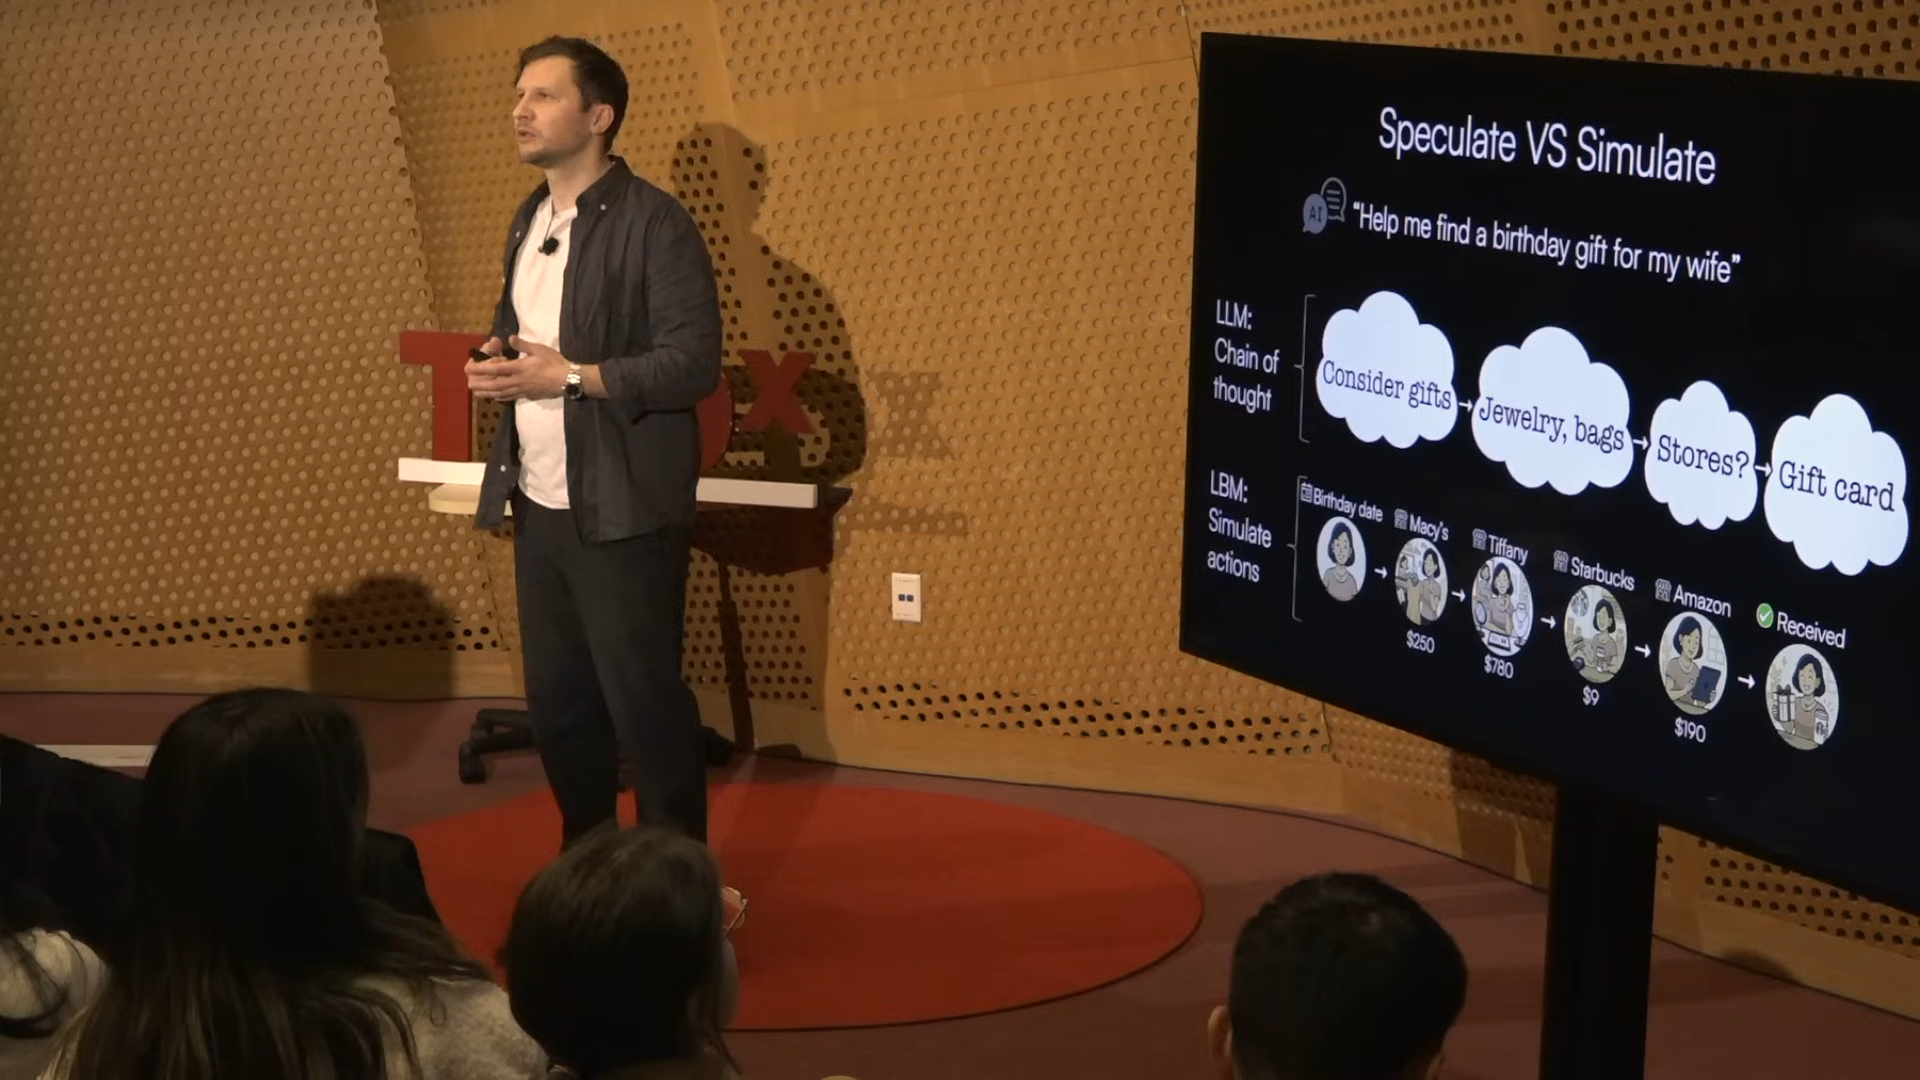 Speculate VS Simulate
AI
"Help me find a birthday gift for my wife"
LLM:
Chain of
thought
Consider gifts
Jewelry, bags
Stores?
Gift card
LBM:
Simulate
actions
Birthday date
Macy's
$250
Tiffany
$780
Starbucks
$9
Amazon
$190
Received
x